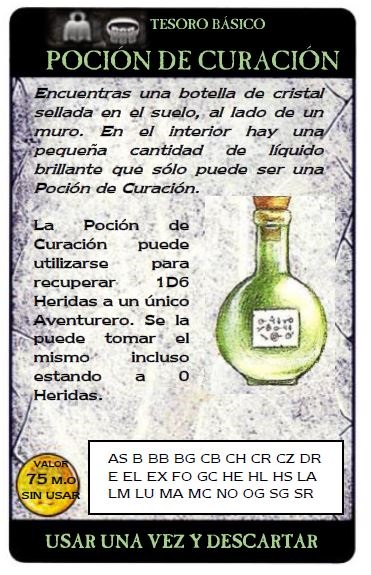 TESORO BÁSICO
POCIÓN DE CURACIÓN
Encuentras una botella de cristal
sellada en el suelo, al lado de un
muro. En el interior hay una
pequeña cantidad de líquido
brillante que sólo puede ser una
Poción de Curación.
La Poción de
Curación puede
utilizarse para
recuperar 1D6
Heridas a un único
Aventurero. Se la
puede tomar el
mismo incluso
estando a 0
Heridas.
VALOR
75 M.O
SIN USAR
AS B BB BG CB CH CR CZ DR
E EL EX FO GC HE HL HS LA
LM LU MA MC NO OG SG SR
USAR UNA VEZ Y DESCARTAR